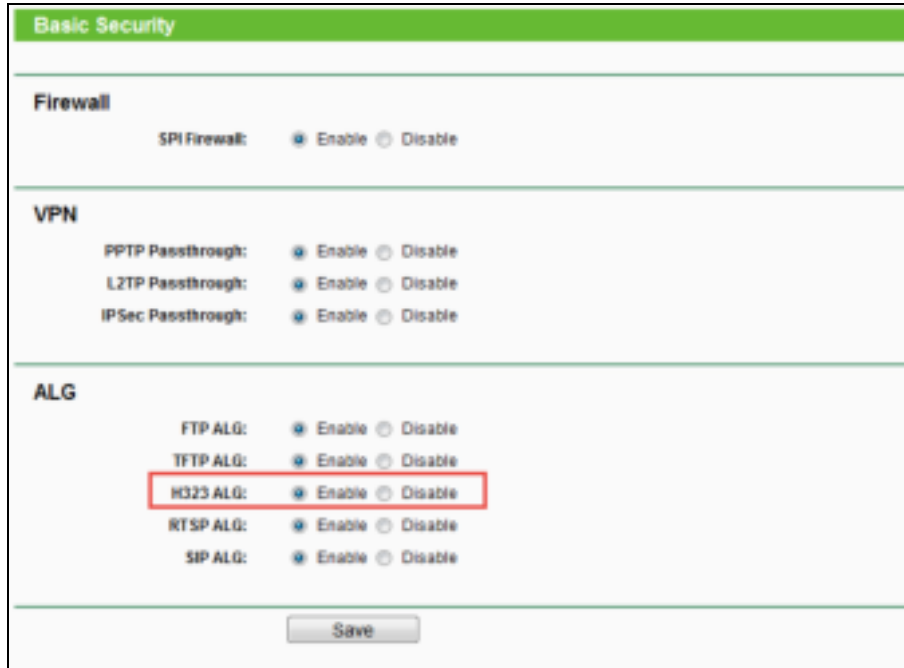 Basic Security
Firewall
SPI Firewall: Enable Disable
VPN
PPTP Passthrough: Enable Disable
L2TP Passthrough: Enable Disable
IPSec Passthrough: Enable Disable
ALG
FTP ALG: Enable Disable
TFTP ALG: Enable Disable
H323 ALG: Enable Disable
RTSP ALG: Enable Disable
SIP ALG: Enable Disable
Save